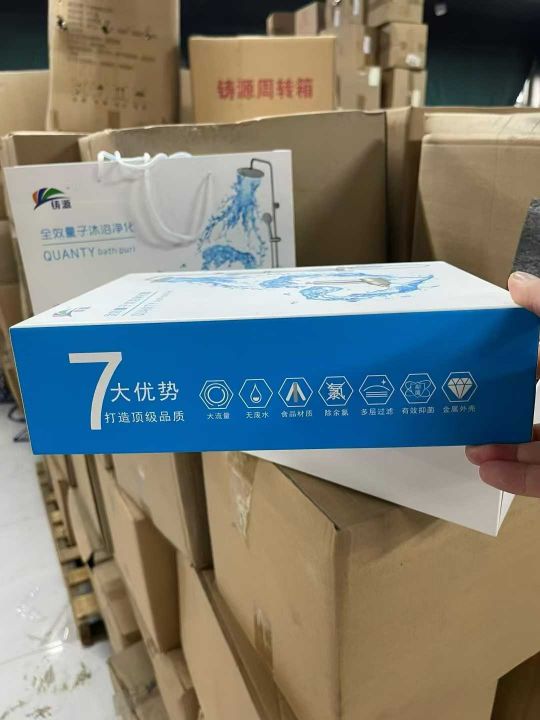 铸源周转箱
铸源
全效量子沐浴净化
QUANTY bath puri
7
大优势
打造顶级品质
大流量
无废水
食品材质
氯
除余氯
多层过滤
有效抑菌
金属外壳